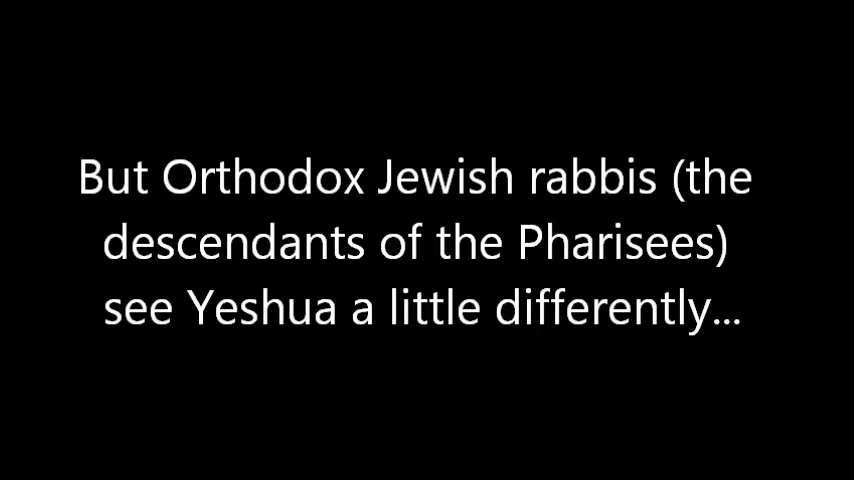 But Orthodox Jewish rabbis (the
descendants of the Pharisees)
see Yeshua a little differently...